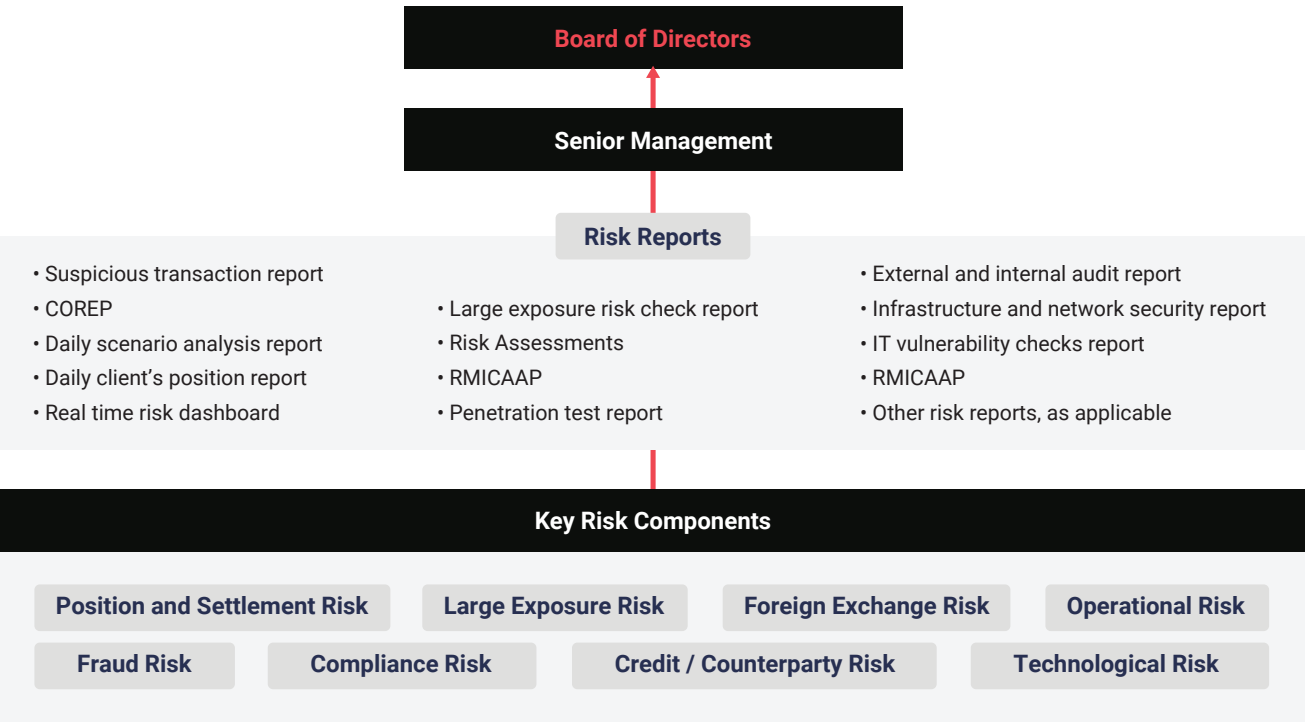 Board of Directors
Senior Management
Risk Reports
• Suspicious transaction report
• COREP
• Daily scenario analysis report
• Daily client’s position report
• Real time risk dashboard
• Large exposure risk check report
• Risk Assessments
• RMICAAP
• Penetration test report
• External and internal audit report
• Infrastructure and network security report
• IT vulnerability checks report
• RMICAAP
• Other risk reports, as applicable
Key Risk Components
Position and Settlement Risk
Large Exposure Risk
Foreign Exchange Risk
Operational Risk
Fraud Risk
Compliance Risk
Credit / Counterparty Risk
Technological Risk